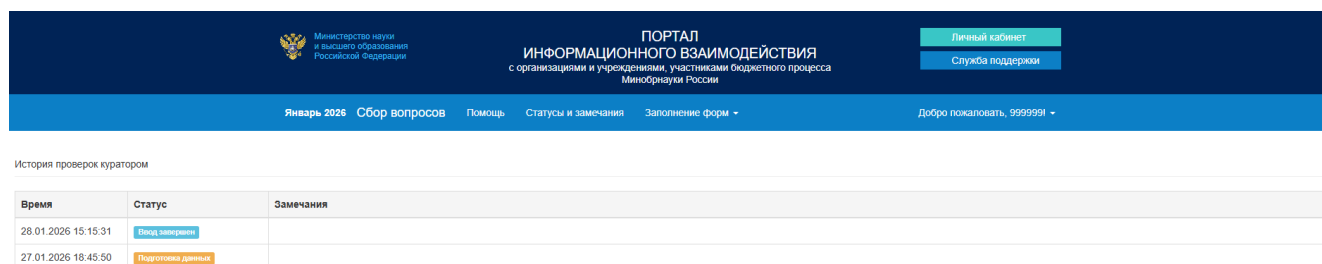 Министерство науки
и высшего образования
Российской Федерации
ПОРТАЛ
ИНФОРМАЦИОННОГО ВЗАИМОДЕЙСТВИЯ
с организациями и учреждениями, участниками бюджетного процесса
Минобрнауки России
Личный кабинет
Служба поддержки
Январь 2026 Сбор вопросов Помощь Статусы и замечания Заполнение форм Добро пожаловать, 999999!
История проверок куратором
Время Статус Замечания
28.01.2026 15:15:31 Ввод завершен
27.01.2026 18:45:50 Подготовка данных